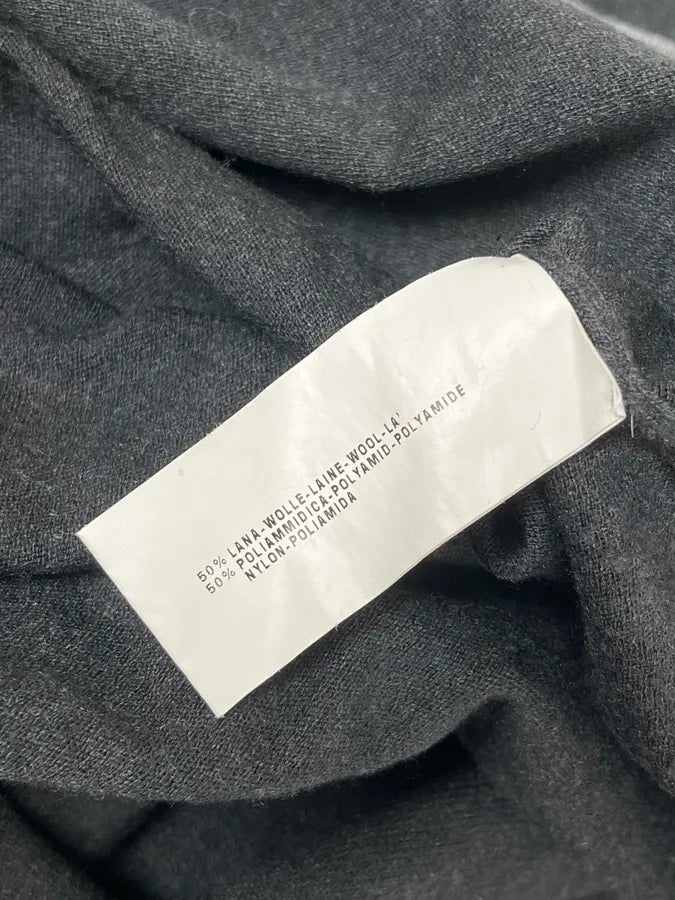 50% LANA-WOLLE-LAINE-WOOL-LA'
50% POLIAMMIDICA-POLYAMID-POLYAMIDE
NYLON-POLIAMIDA